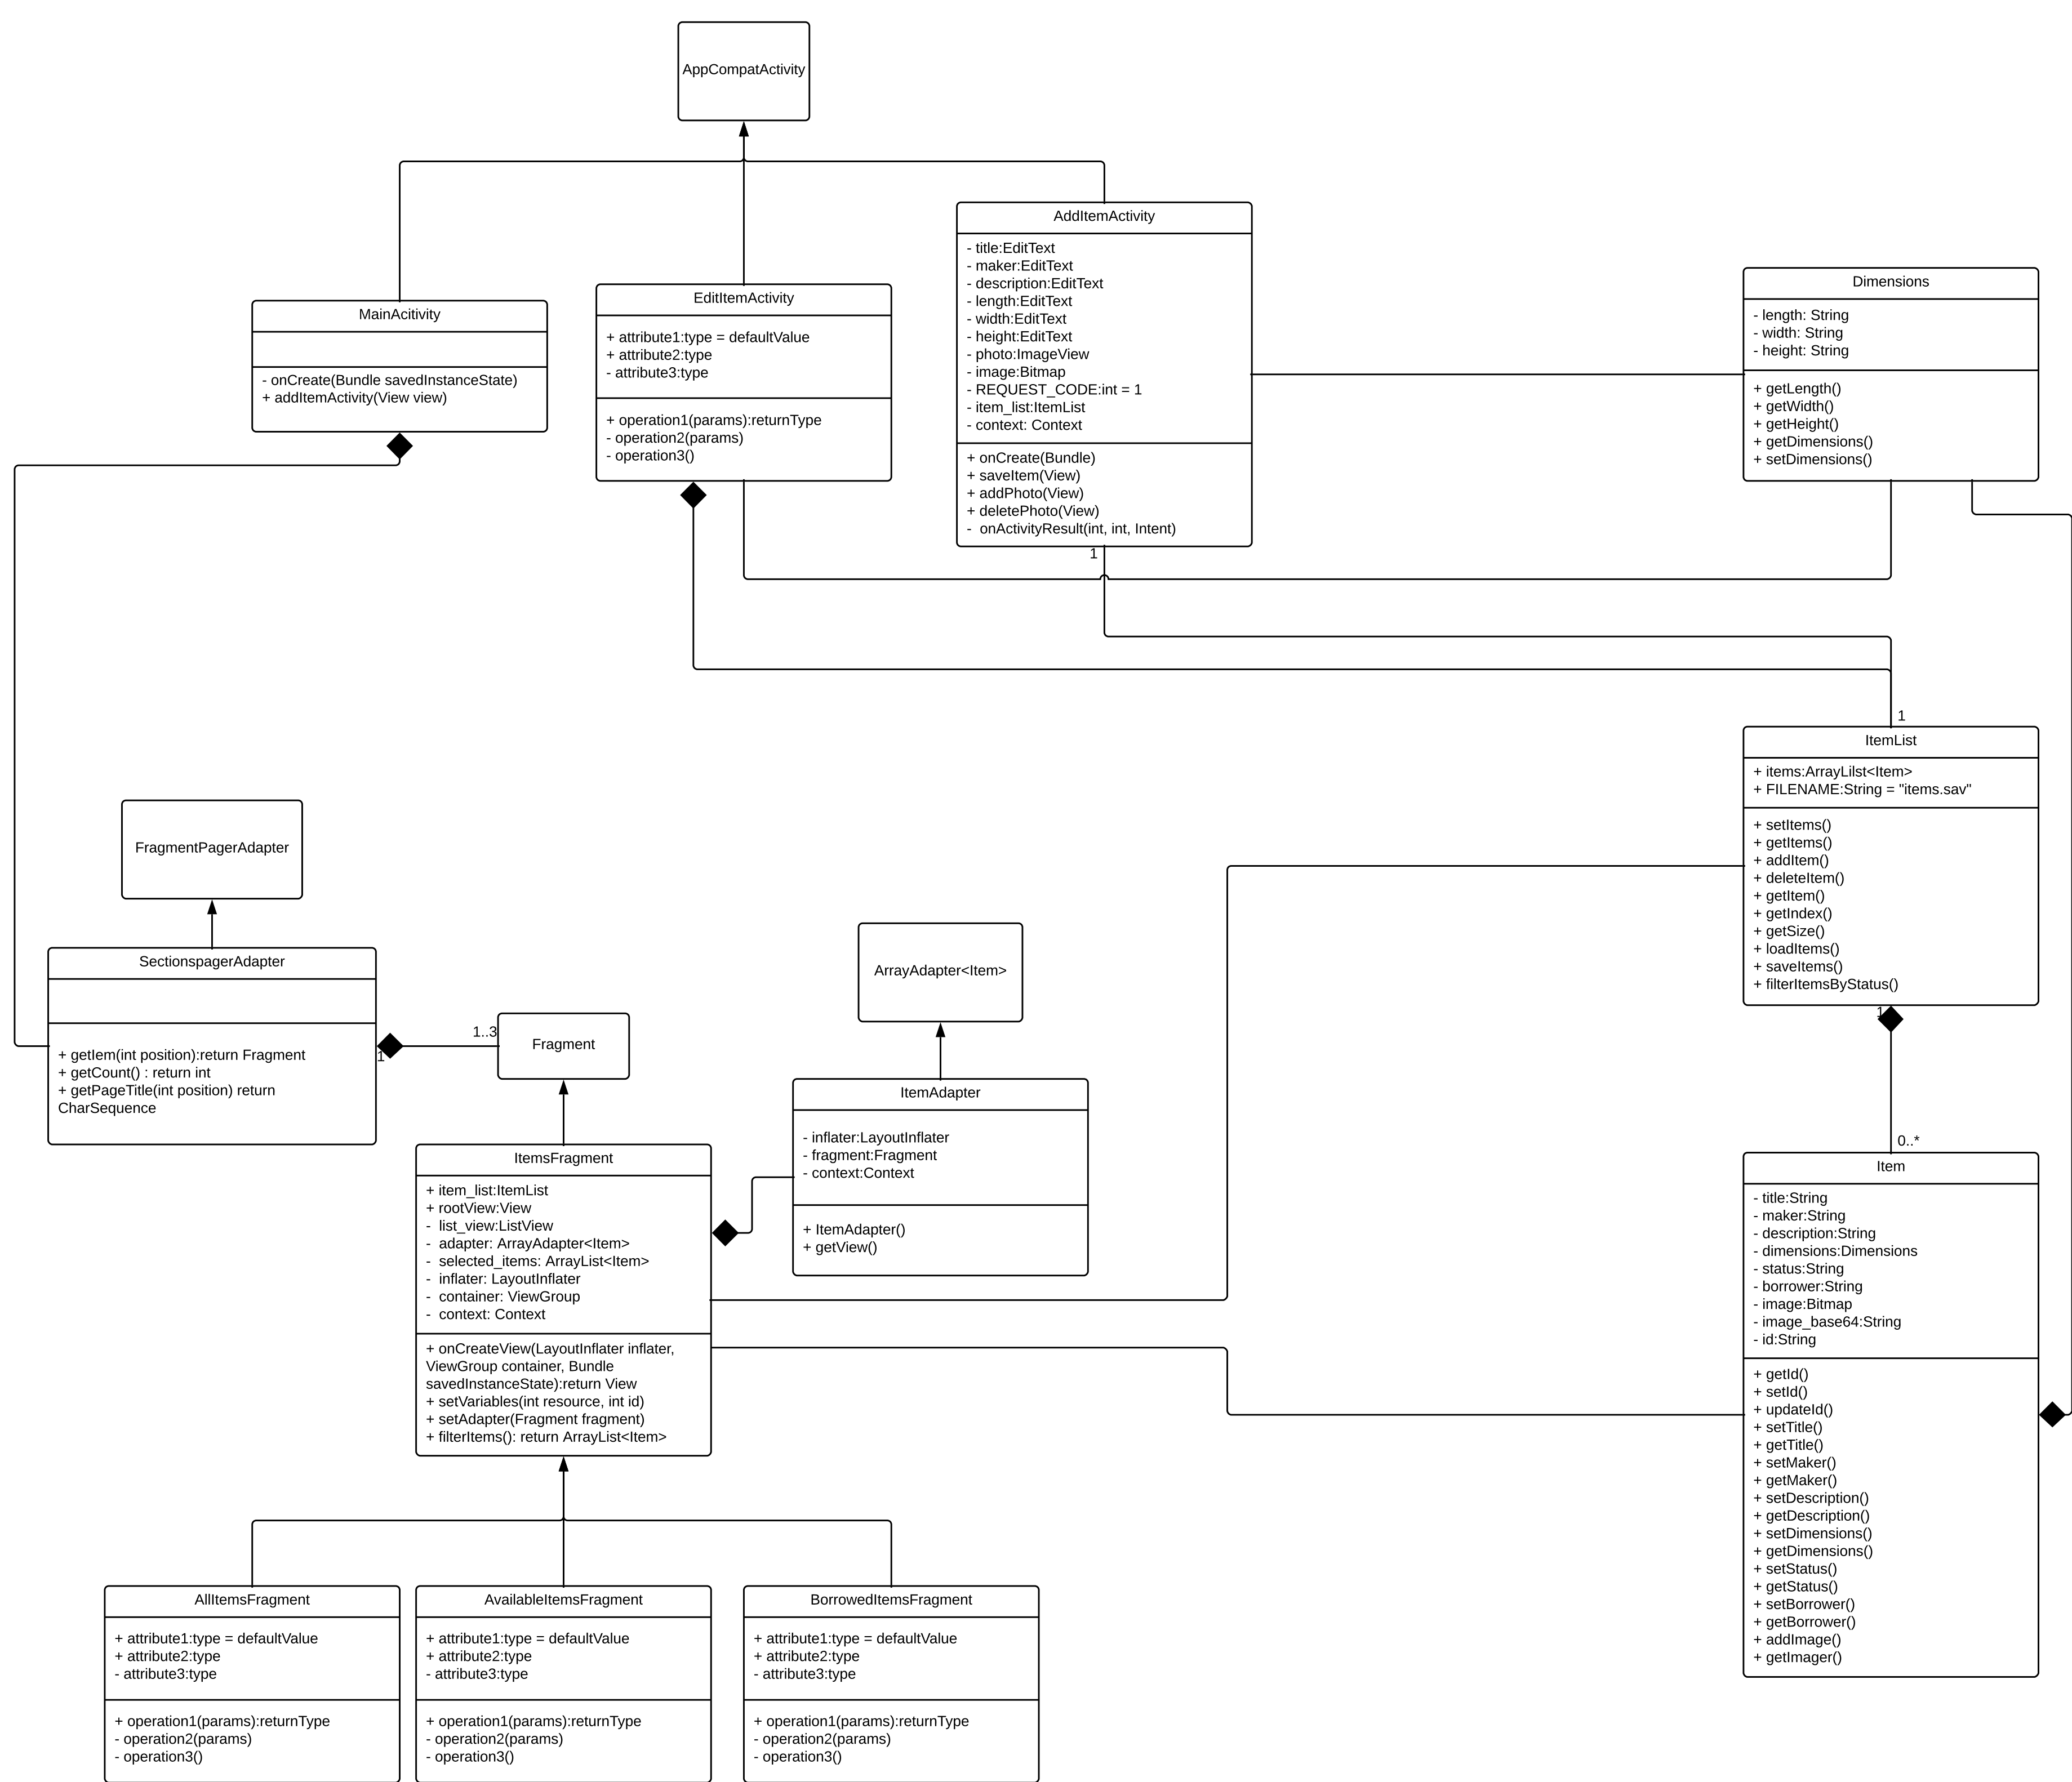 AppCompatActivity
AddItemActivity
- title:EditText
- maker:EditText
- description:EditText
- length:EditText
- width:EditText
- height:EditText
- photo:ImageView
- image:Bitmap
- REQUEST_CODE:int = 1
- item_list:ItemList
- context: Context
+ onCreate(Bundle)
+ saveItem(View)
+ addPhoto(View)
+ deletePhoto(View)
-  onActivityResult(int, int, Intent)
1
Dimensions
- length: String
- width: String
- height: String
+ getLength()
+ getWidth()
+ getHeight()
+ getDimensions()
+ setDimensions()
EditItemActivity
+ attribute1:type = defaultValue
+ attribute2:type
- attribute3:type
+ operation1(params):returnType
- operation2(params)
- operation3()
MainAcitivity
- onCreate(Bundle savedInstanceState)
+ addItemActivity(View view)
1
ItemList
+ items:ArrayLilst<Item>
+ FILENAME:String = "items.sav"
+ setItems()
+ getItems()
+ addItem()
+ deleteItem()
+ getItem()
+ getIndex()
+ getSize()
+ loadItems()
+ saveItems()
+ filterItemsByStatus()
1
0..*
FragmentPagerAdapter
SectionspagerAdapter
+ getIem(int position):return Fragment
+ getCount() : return int
+ getPageTitle(int position) return
CharSequence
1
1..3
Fragment
ArrayAdapter<Item>
ItemAdapter
- inflater:LayoutInflater
- fragment:Fragment
- context:Context
+ ItemAdapter()
+ getView()
ItemsFragment
+ item_list:ItemList
+ rootView:View
-  list_view:ListView
-  adapter: ArrayAdapter<Item>
-  selected_items: ArrayList<Item>
-  inflater: LayoutInflater
-  container: ViewGroup
-  context: Context
+ onCreateView(LayoutInflater inflater,
ViewGroup container, Bundle
savedInstanceState):return View
+ setVariables(int resource, int id)
+ setAdapter(Fragment fragment)
+ filterItems(): return ArrayList<Item>
Item
- title:String
- maker:String
- description:String
- dimensions:Dimensions
- status:String
- borrower:String
- image:Bitmap
- image_base64:String
- id:String
+ getId()
+ setId()
+ updateId()
+ setTitle()
+ getTitle()
+ setMaker()
+ getMaker()
+ setDescription()
+ getDescription()
+ setDimensions()
+ getDimensions()
+ setStatus()
+ getStatus()
+ setBorrower()
+ getBorrower()
+ addImage()
+ getImager()
AllItemsFragment
+ attribute1:type = defaultValue
+ attribute2:type
- attribute3:type
+ operation1(params):returnType
- operation2(params)
- operation3()
AvailableItemsFragment
+ attribute1:type = defaultValue
+ attribute2:type
- attribute3:type
+ operation1(params):returnType
- operation2(params)
- operation3()
BorrowedItemsFragment
+ attribute1:type = defaultValue
+ attribute2:type
- attribute3:type
+ operation1(params):returnType
- operation2(params)
- operation3()